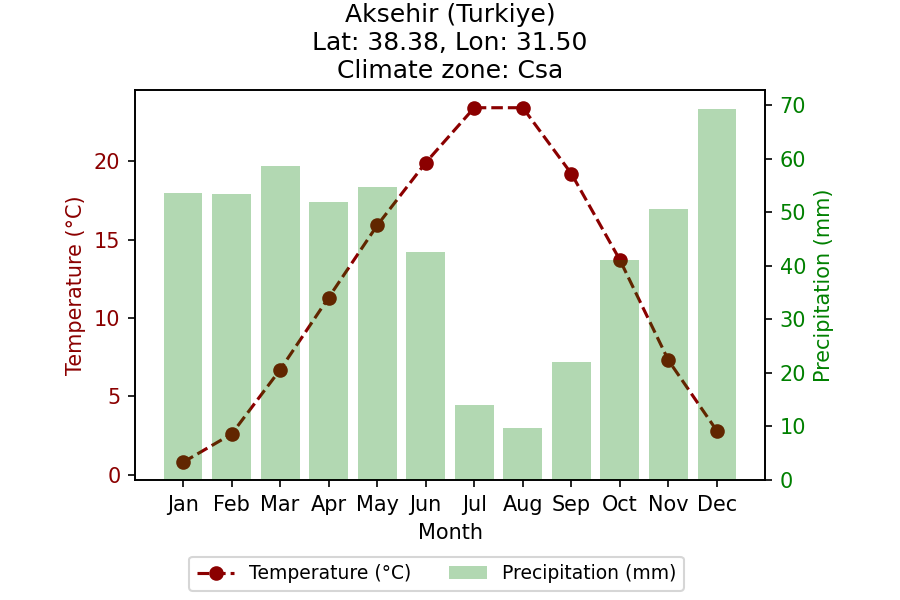 Aksehir (Turkiye)
Lat: 38.38, Lon: 31.50
Climate zone: Csa
Temperature (°C)
20
15
10
5
0
Precipitation (mm)
70
60
50
40
30
20
10
0
Jan Feb Mar Apr May Jun Jul Aug Sep Oct Nov Dec
Month
Temperature (°C) Precipitation (mm)